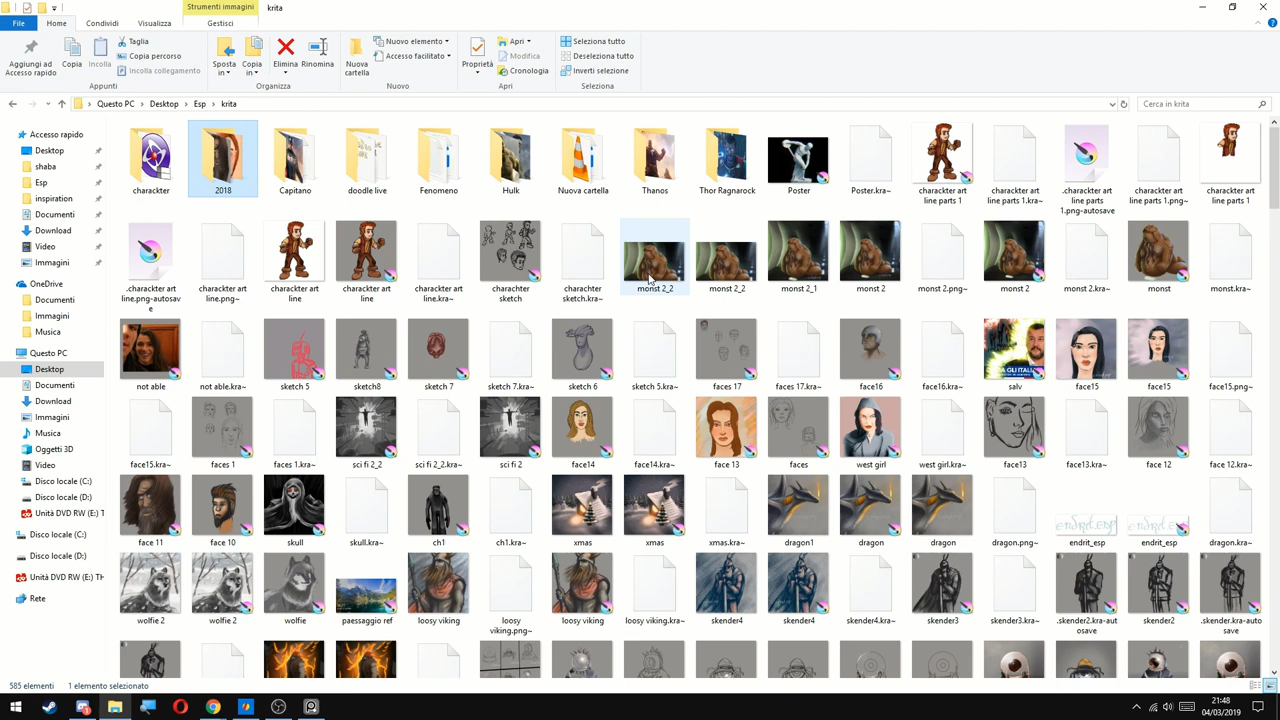 Strumenti immagini
krita
File
Home
Condividi
Visualizza
Gestisci
Aggiungi ad
Accesso rapido
Copia
Incolla
Taglia
Copia percorso
Incolla collegamento
Appunti
Sposta
in
Copia
in
Elimina
Rinomina
Organizza
Nuova
cartella
Nuovo elemento
Accesso facilitato
Nuovo
Proprietà
Apri
Modifica
Cronologia
Apri
Seleziona tutto
Deseleziona tutto
Inverti selezione
Selezione
Questo PC
Desktop
Esp
krita
Cerca in krita
Accesso rapido
Desktop
shaba
Esp
inspiration
Documenti
Download
Video
Immagini
OneDrive
Documenti
Immagini
Musica
Questo PC
Desktop
Documenti
Download
Immagini
Musica
Oggetti 3D
Video
Disco locale (C:)
Disco locale (D:)
Unità DVD RW (E:) T
Disco locale (C:)
Disco locale (D:)
Unità DVD RW (E:) TH
Rete
charackter
2018
Capitano
doodle live
Fenomeno
Hulk
Nuova cartella
Thanos
Thor Ragnarock
Poster
Poster.kra~
charackter art
line parts 1
charackter art
line parts 1.kra~
.charackter art
line parts
1.png-autosave
charackter art
line parts 1.png~
charackter art
line parts 1
.charackter art
line.png-autosav
e
charackter art
line.png~
charackter art
line
charackter art
line
charackter art
line.kra~
charachter
sketch
charachter
sketch.kra~
monst 2_2
monst 2_2
monst 2_1
monst 2
monst 2.png~
monst 2
monst 2.kra~
monst
monst.kra~
not able
not able.kra~
sketch 5
sketch8
sketch 7
sketch 7.kra~
sketch 6
sketch 5.kra~
faces 17
faces 17.kra~
face16
face16.kra~
salv
face15
face15
face15.png~
face15.kra~
faces 1
faces 1.kra~
sci fi 2_2
sci fi 2_2.kra~
sci fi 2
face14
face14.kra~
face 13
faces
west girl
west girl.kra~
face13
face13.kra~
face 12
face 12.kra~
face 11
face 10
skull
skull.kra~
ch1
ch1.kra~
xmas
xmas
xmas.kra~
dragon1
dragon
dragon
dragon.png~
endrit_esp
endrit_esp
dragon.kra~
wolfie 2
wolfie 2
wolfie
paesaggio ref
loosy viking
loosy
viking.png~
loosy viking
loosy viking.kra~
skender4
skender4
skender4.kra~
skender3
skender3.kra~
.skender2.kra-aut
osave
skender2
.skender.kra-auto
save
585 elementi
1 elemento selezionato
21:48
04/03/2019